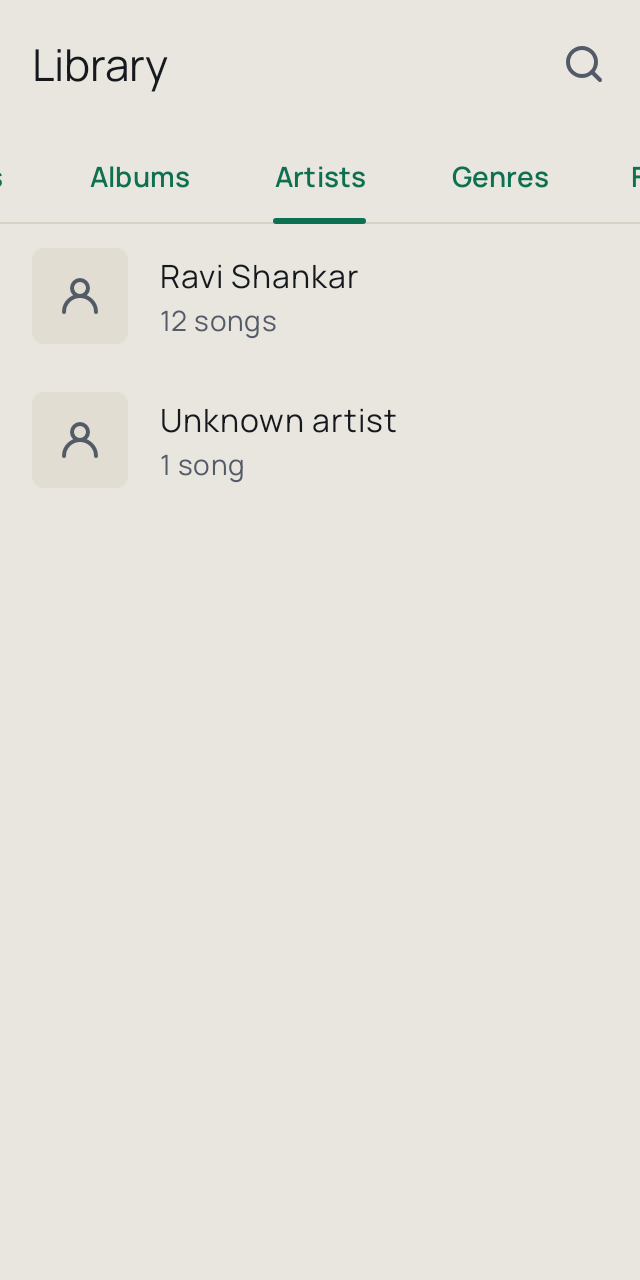 Library
Albums
Artists
Genres
Ravi Shankar
12 songs
Unknown artist
1 song